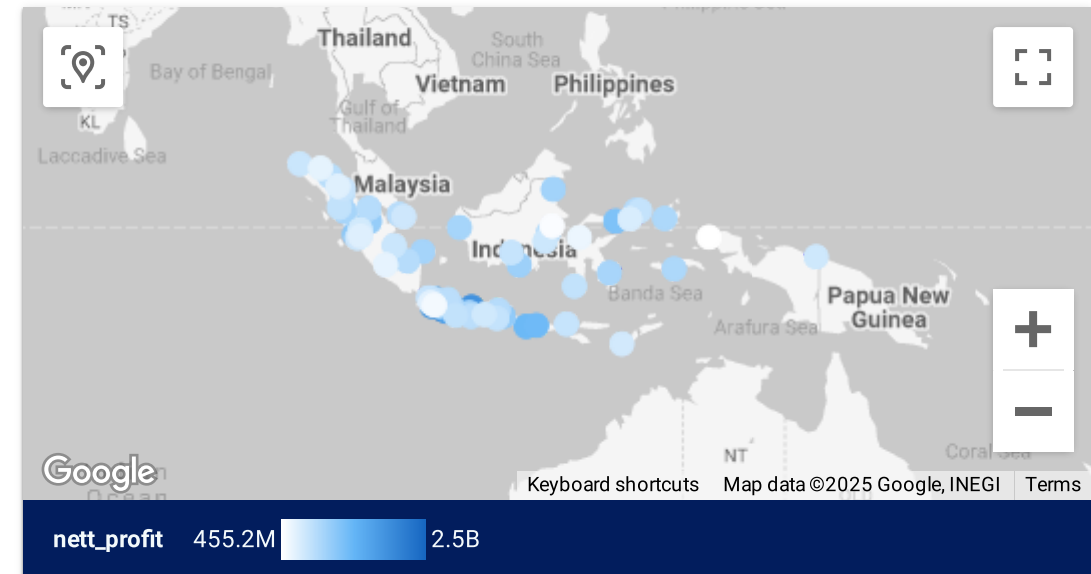 TS
Thailand
South
China Sea
Bay of Bengal
Vietnam
Philippines
Gulf of
Thailand
KL
Laccadive Sea
Malaysia
Indonesia
Banda Sea
Papua New
Guinea
Arafura Sea
NT
Coral Sea
Google
Ocean
Keyboard shortcuts
Map data ©2025 Google, INEGI
Terms
nett_profit
455.2M
2.5B